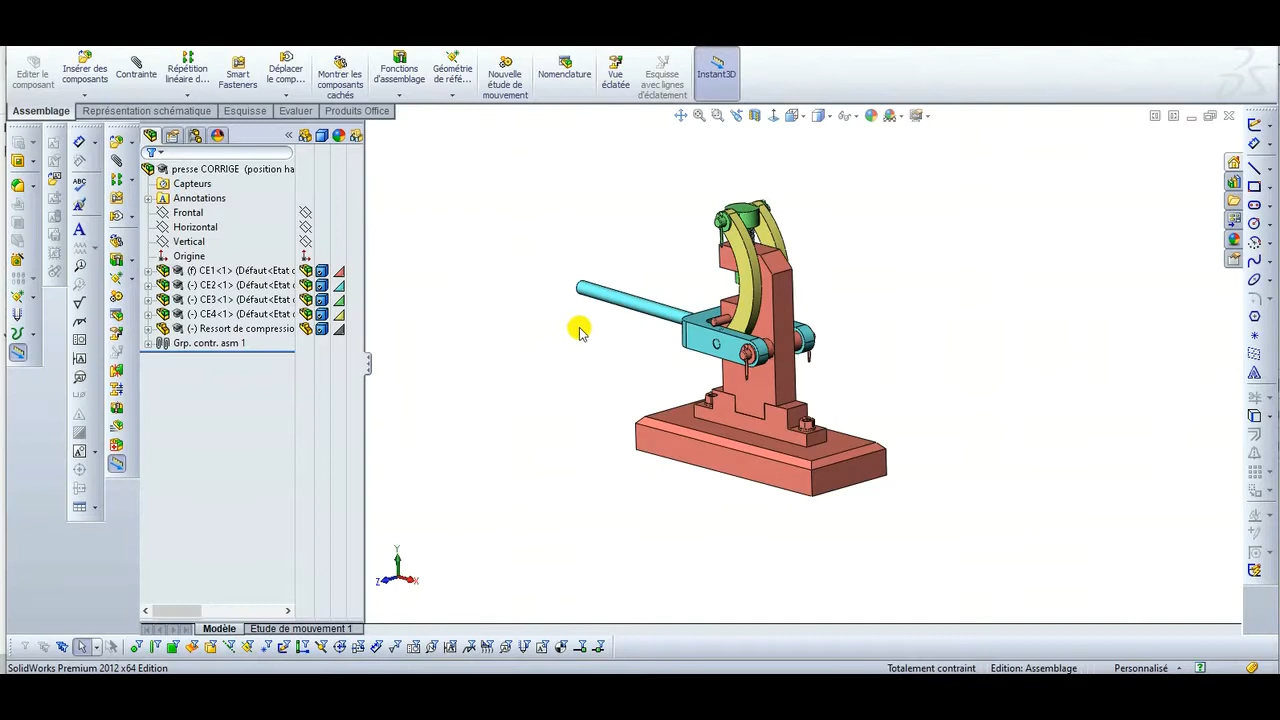 Editer le composant
Insérer des composants
Contrainte
Répétition linéaire d...
Smart Fasteners
Déplacer le comp...
Montrer les composants cachés
Fonctions d'assemblage
Géométrie de réfé...
Nouvelle étude de mouvement
Nomenclature
Vue éclatée
Esquisse avec lignes d'éclatement
Instant3D
Assemblage
Représentation schématique
Esquisse
Evaluer
Produits Office
presse CORRIGE (position ha
Capteurs
Annotations
Frontal
Horizontal
Vertical
Origine
(f) CE1<1> (Défaut<Etat d
(-) CE2<1> (Défaut<Etat d
(-) CE3<1> (Défaut<Etat d
(-) CE4<1> (Défaut<Etat d
(-) Ressort de compressio
Grp. contr. asm 1
Y
Z
X
Modèle
Etude de mouvement 1
SolidWorks Premium 2012 x64 Edition
Totalement contraint
Edition: Assemblage
Personnalisé